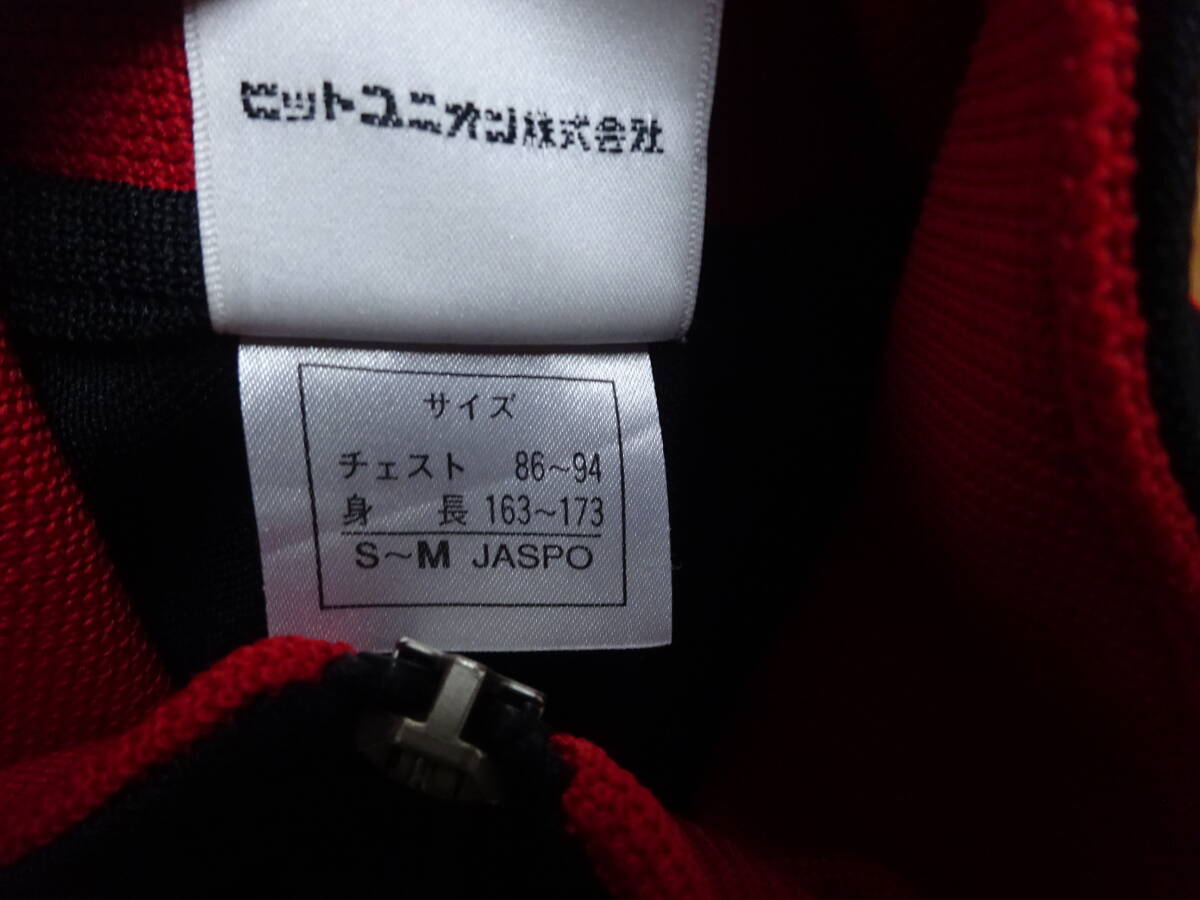 ヒットユニオン株式会社
サイズ
チェスト 86~94
身 長 163~173
S~M JASPO